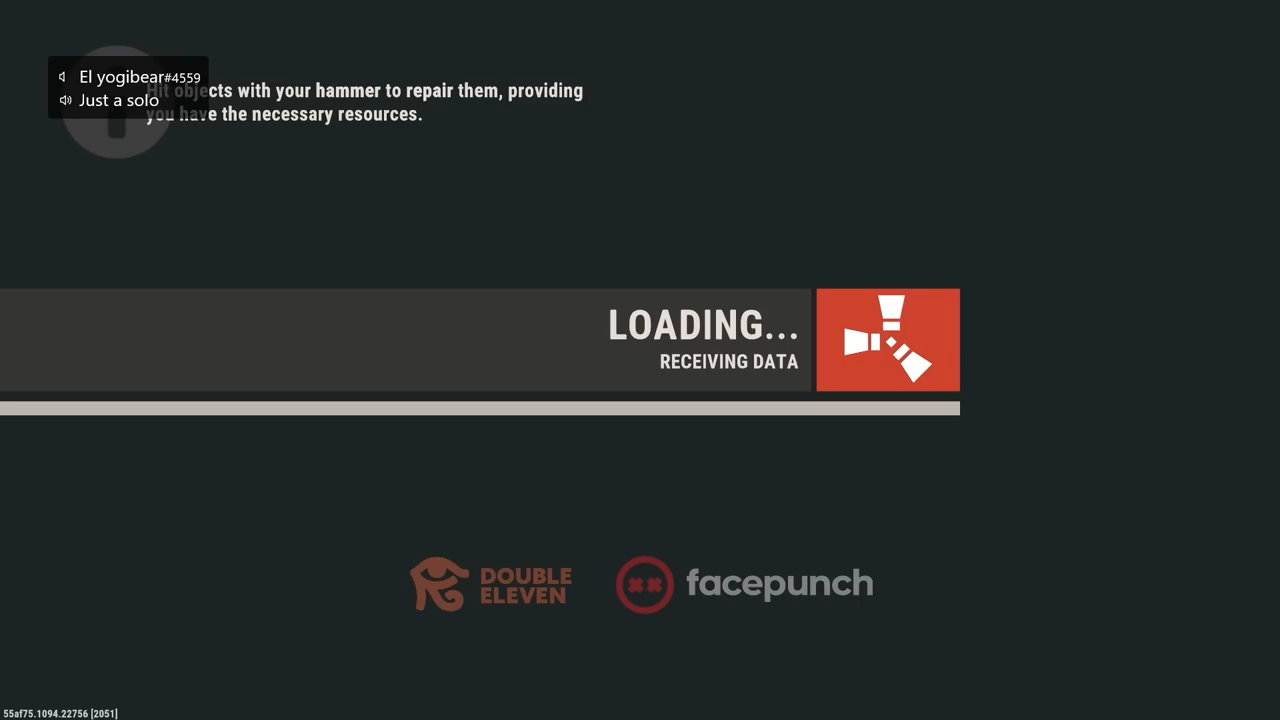 El yogibear#4559
Just a solo
Hit objects with your hammer to repair them, providing
you have the necessary resources.
LOADING...
RECEIVING DATA
DOUBLE
ELEVEN
facepunch
55af75.1094.22756 [2051]